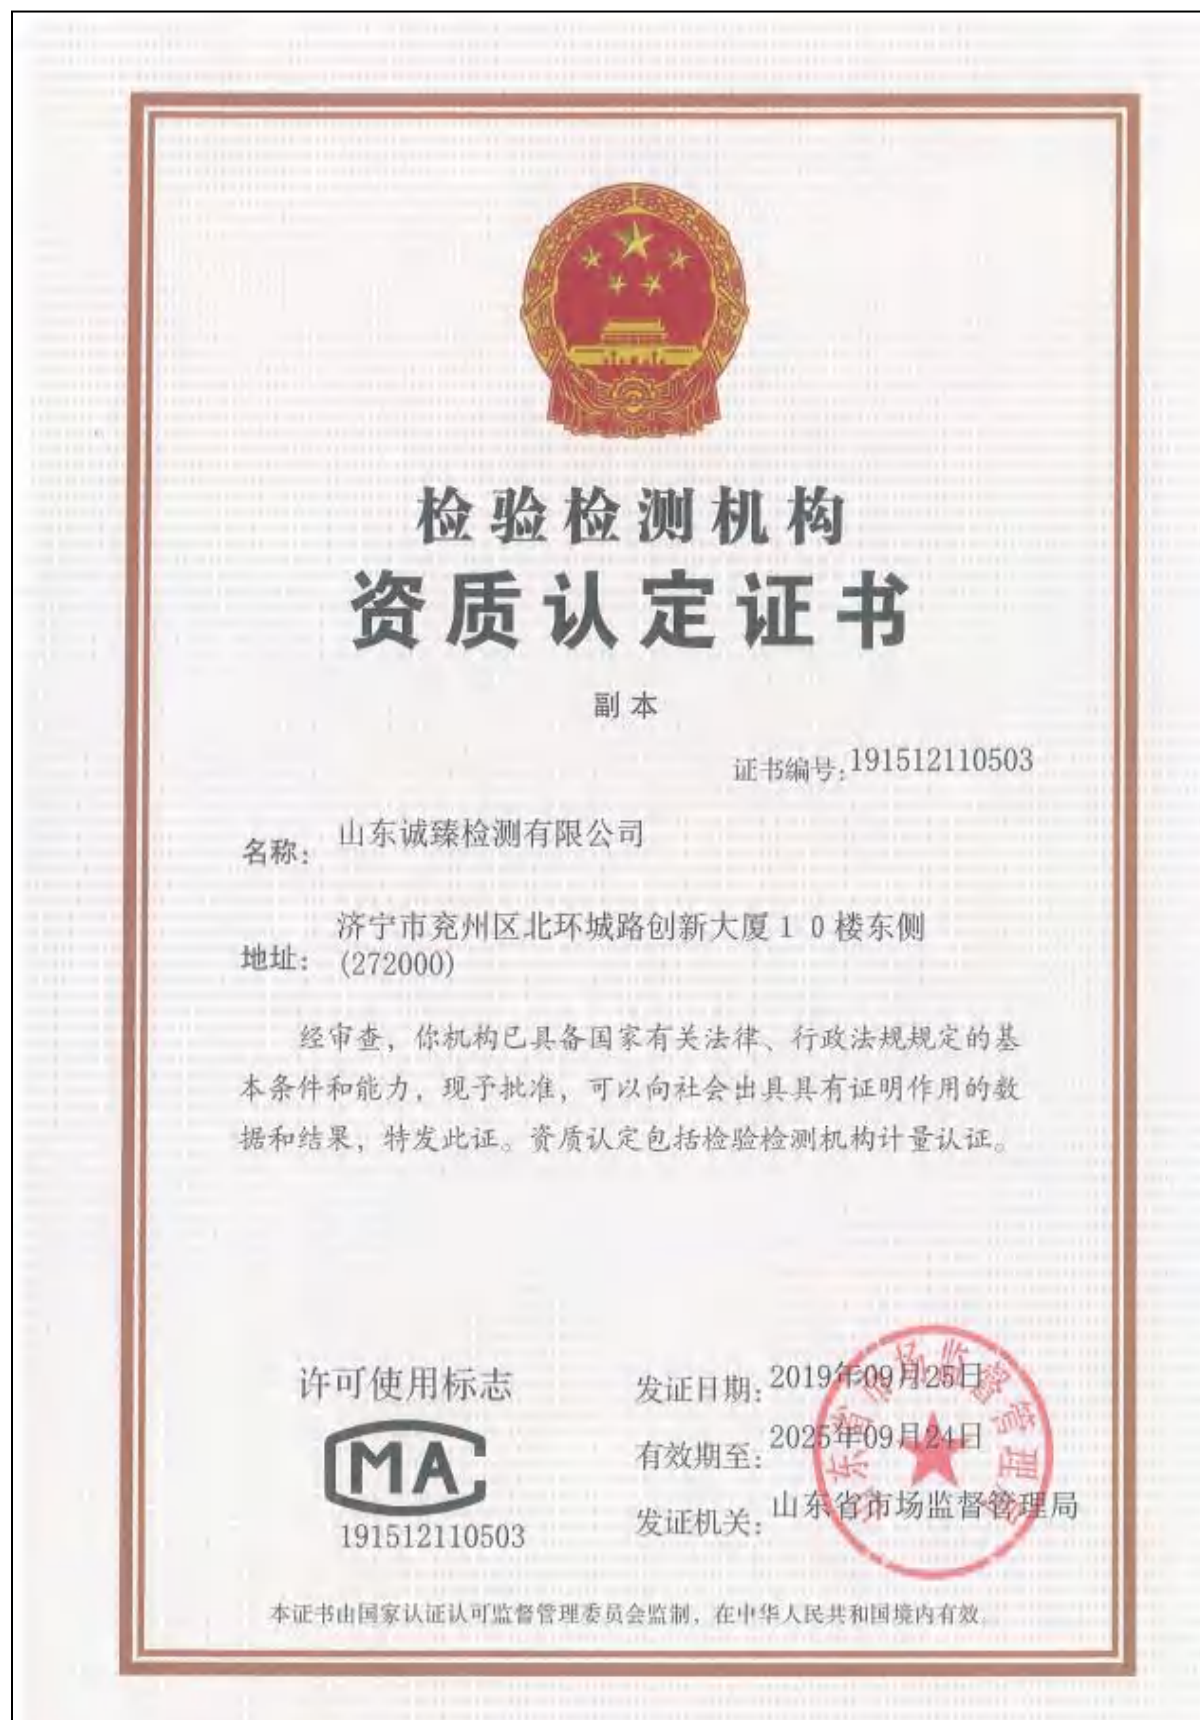 检验检测机构
资质认定证书
副本
证书编号:191512110503
名称: 山东诚臻检测有限公司
地址: 济宁市兖州区北环城路创新大厦10楼东侧
(272000)
经审查，你机构已具备国家有关法律、行政法规规定的基
本条件和能力，现予批准，可以向社会出具具有证明作用的数
据和结果，特发此证。资质认定包括检验检测机构计量认证。
许可使用标志
MA
191512110503
发证日期: 2019年09月25日
有效期至: 2025年09月24日
发证机关: 山东省市场监督管理局
山东省市场监督管理局
本证书由国家认证认可监督管理委员会监制，在中华人民共和国境内有效。